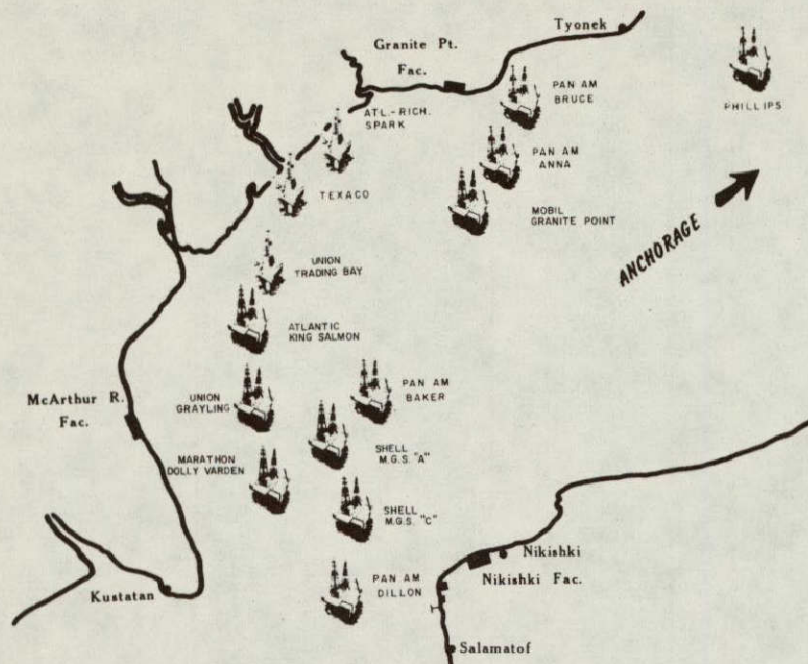 Tyonek
Granite Pt.
Fac.
ATL.-RICH.
SPARK
PAN AM
BRUCE
PHILLIPS
PAN AM
ANNA
TEXACO
MOBIL
GRANITE POINT
ANCHORAGE
UNION
TRADING BAY
ATLANTIC
KING SALMON
McArthur R.
Fac.
UNION
GRAYLING
PAN AM
BAKER
MARATHON
DOLLY VARDEN
SHELL
M.G.S. "A"
SHELL
M.G.S. "C"
Nikishki
Nikishki Fac.
Kustatan
PAN AM
DILLON
Salamatof